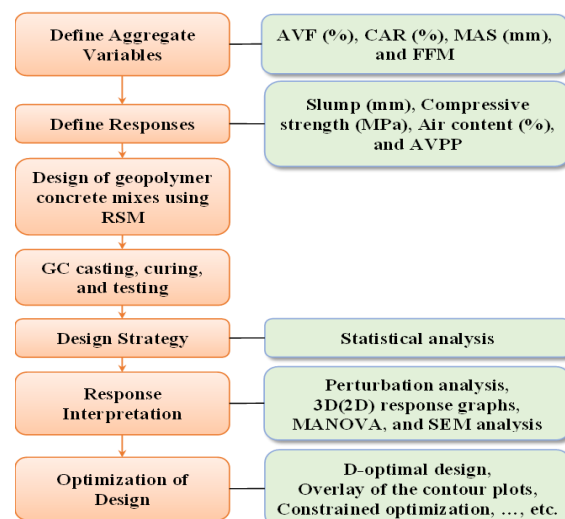 Define Aggregate
Variables
AVF (%), CAR (%), MAS (mm),
and FFM
Define Responses
Slump (mm), Compressive
strength (MPa), Air content (%),
and AVPP
Design of geopolymer
concrete mixes using
RSM
GC casting, curing,
and testing
Design Strategy
Statistical analysis
Response
Interpretation
Perturbation analysis,
3D(2D) response graphs,
MANOVA, and SEM analysis
Optimization of
Design
D-optimal design,
Overlay of the contour plots,
Constrained optimization, …, etc.